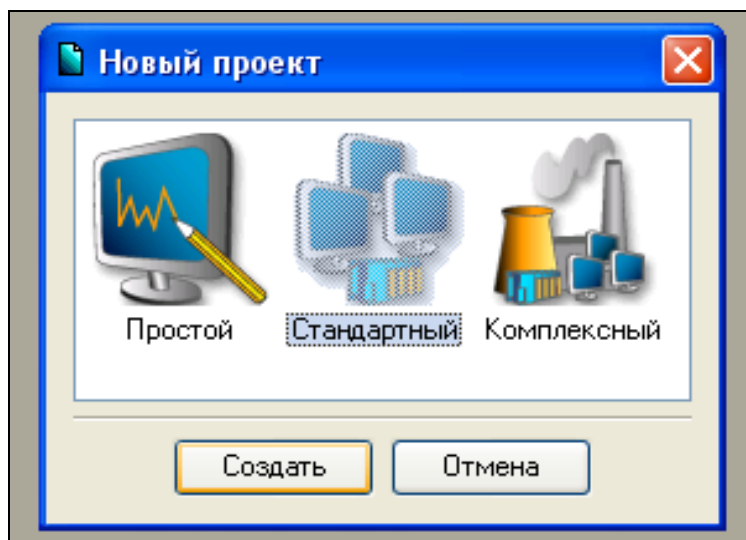 Новый проект
Простой Стандартный Комплексный
Создать Отмена